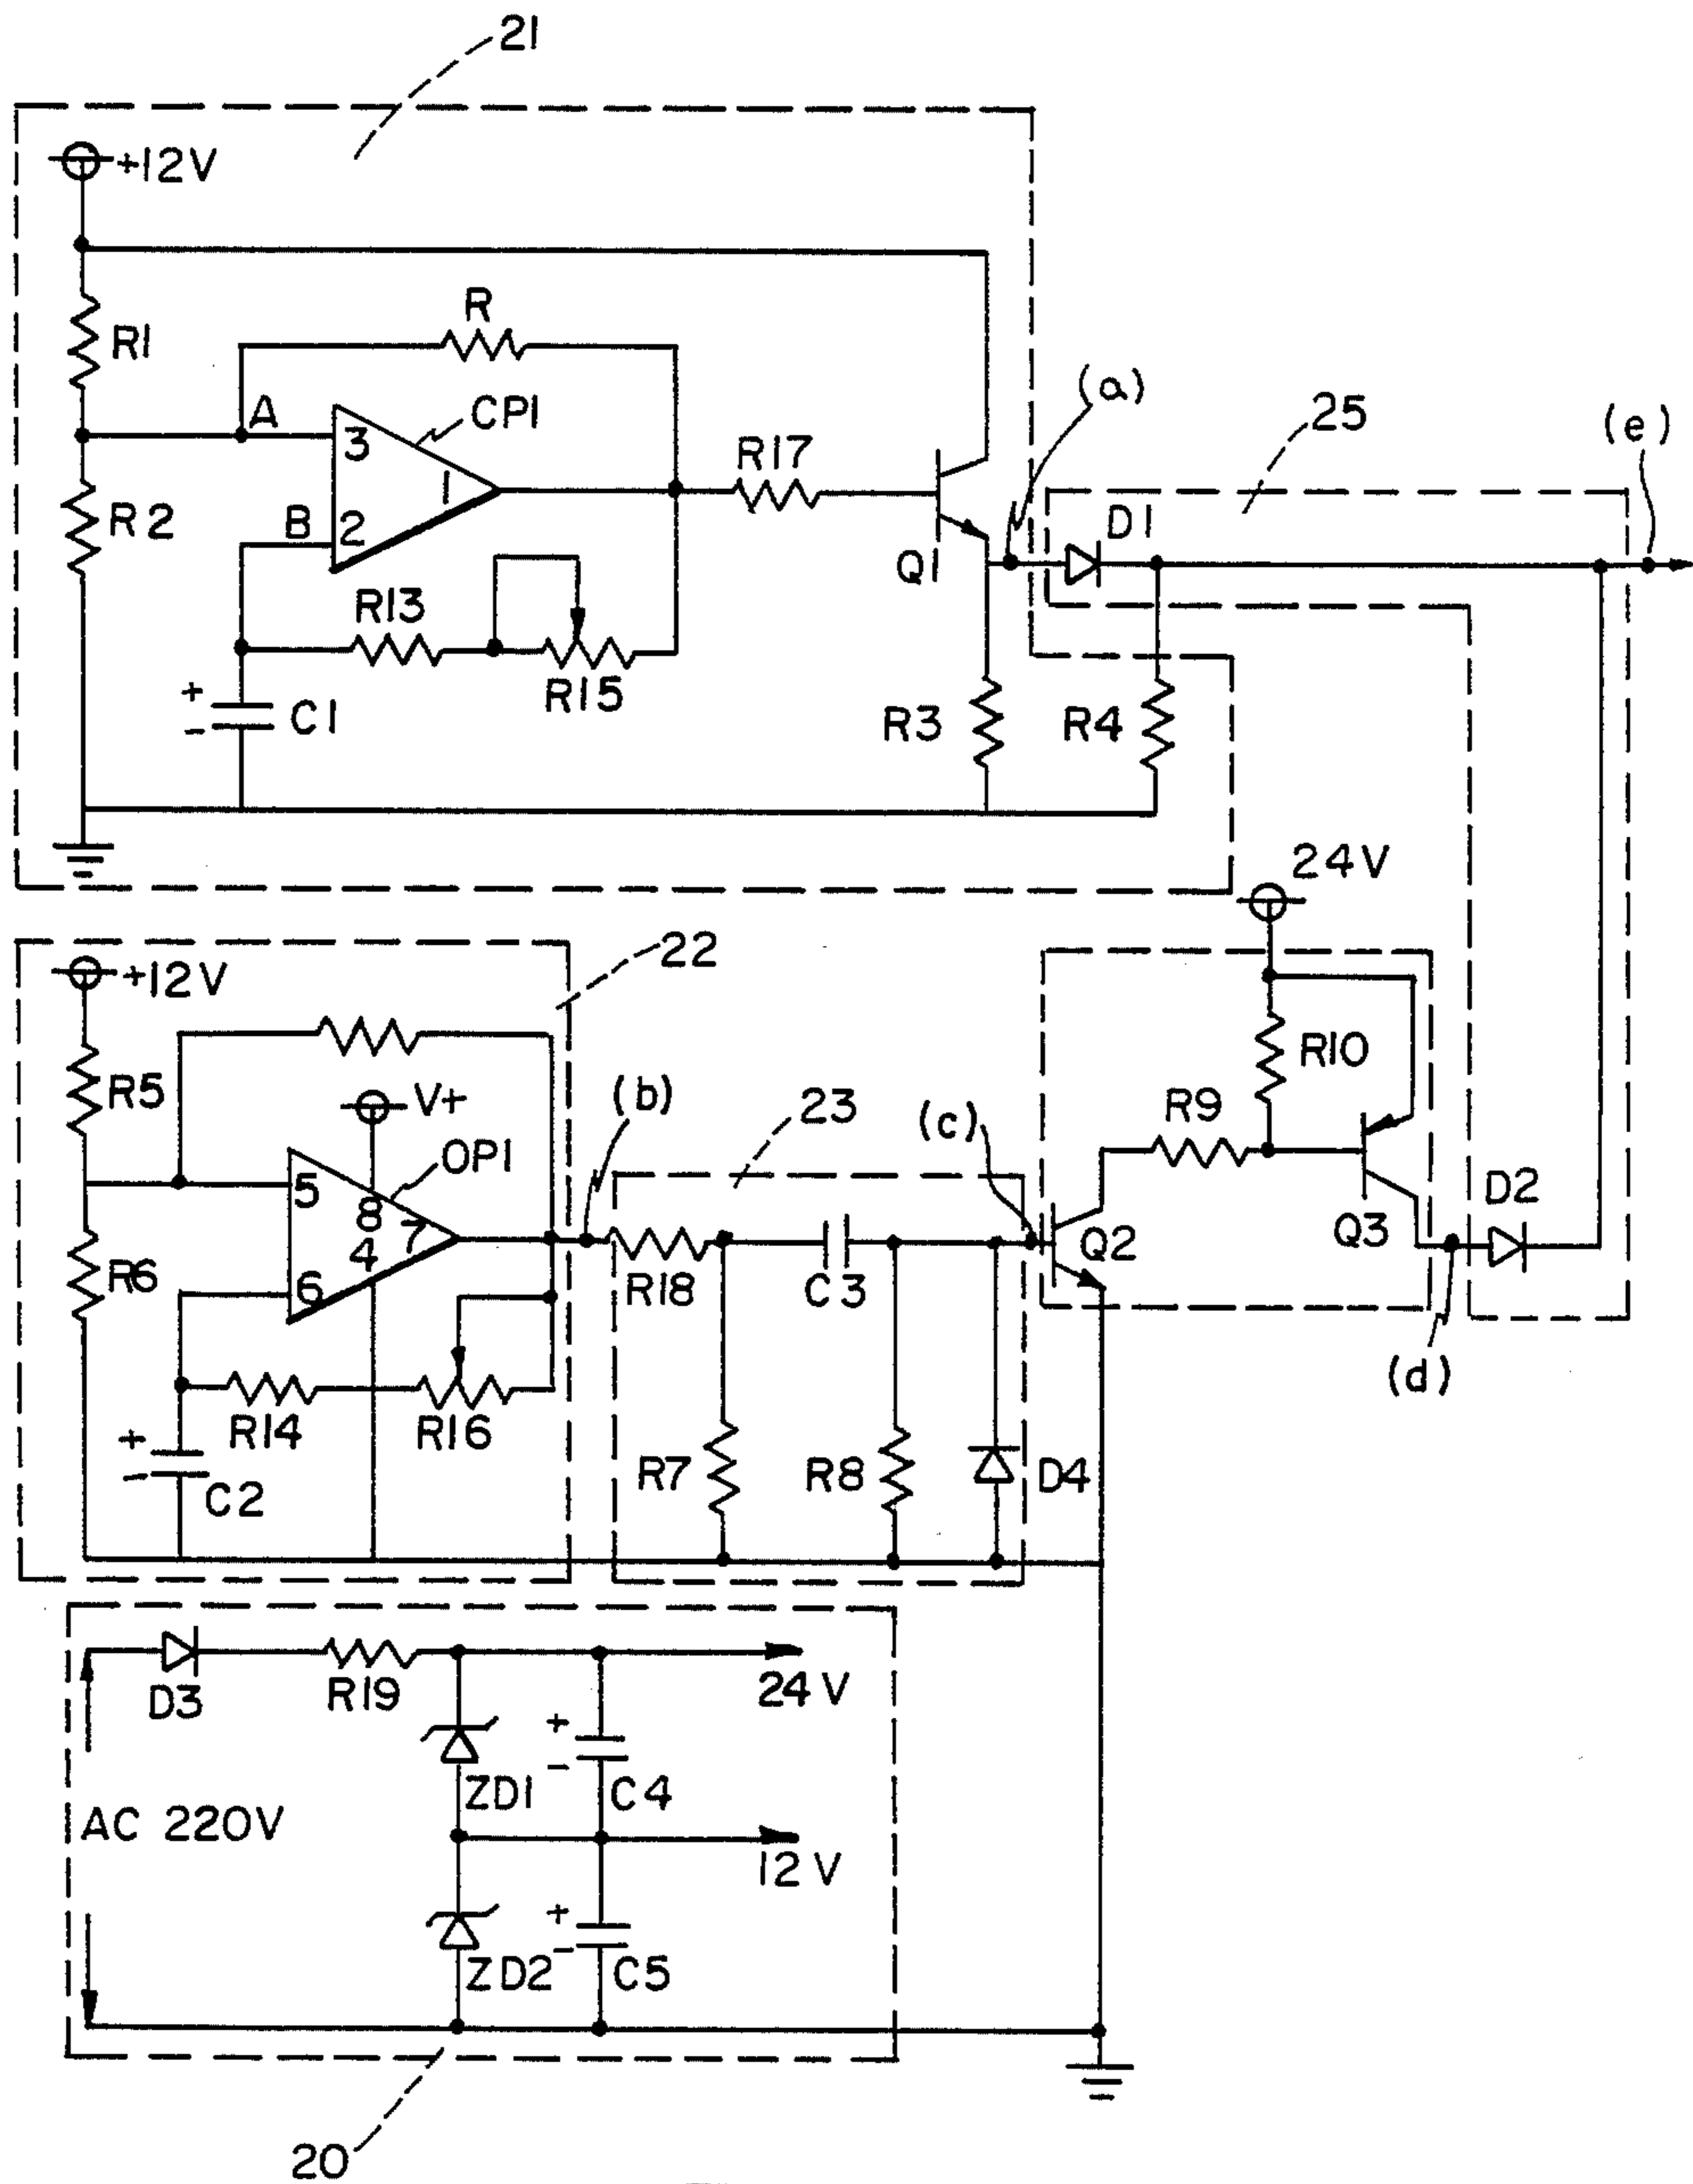 21
+12V
R1
R
A
CP1
3
1
R17
(a)
25
(e)
R2
B
2
Q1
D1
R13
R15
+
-
C1
R3
R4
24V
22
+12V
R5
V+
(b)
23
(c)
R10
R9
OP1
5
8
7
4
6
R6
R18
C3
Q2
Q3
D2
(d)
R14
R16
+
-
C2
R7
R8
D4
D3
R19
24V
+
-
ZD1
C4
AC 220V
12V
+
-
ZD2
C5
20